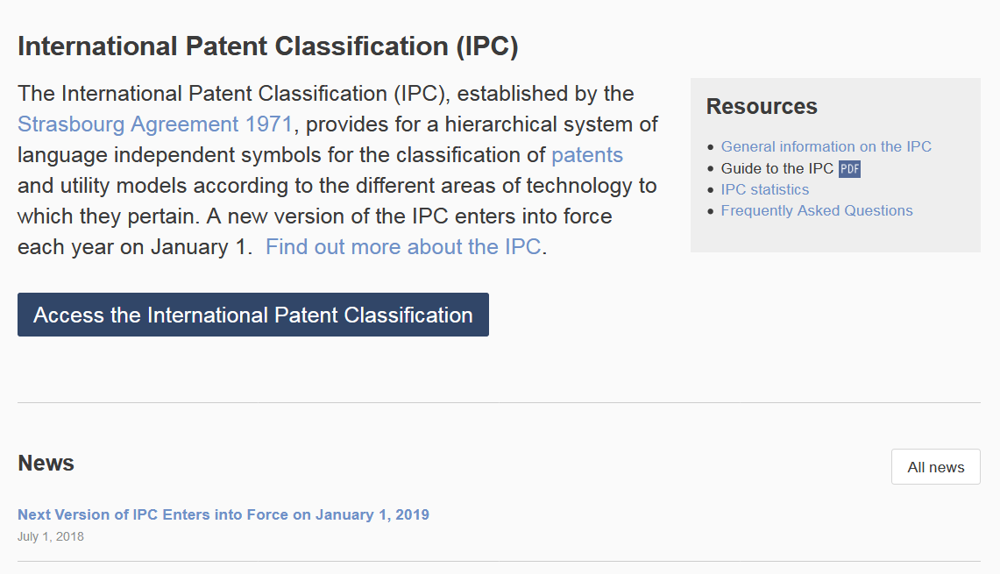 International Patent Classification (IPC)
The International Patent Classification (IPC), established by the
Strasbourg Agreement 1971, provides for a hierarchical system of
language independent symbols for the classification of patents
and utility models according to the different areas of technology to
which they pertain. A new version of the IPC enters into force
each year on January 1.  Find out more about the IPC.
Access the International Patent Classification
Resources
• General information on the IPC
• Guide to the IPC PDF
• IPC statistics
• Frequently Asked Questions
News
All news
Next Version of IPC Enters into Force on January 1, 2019
July 1, 2018